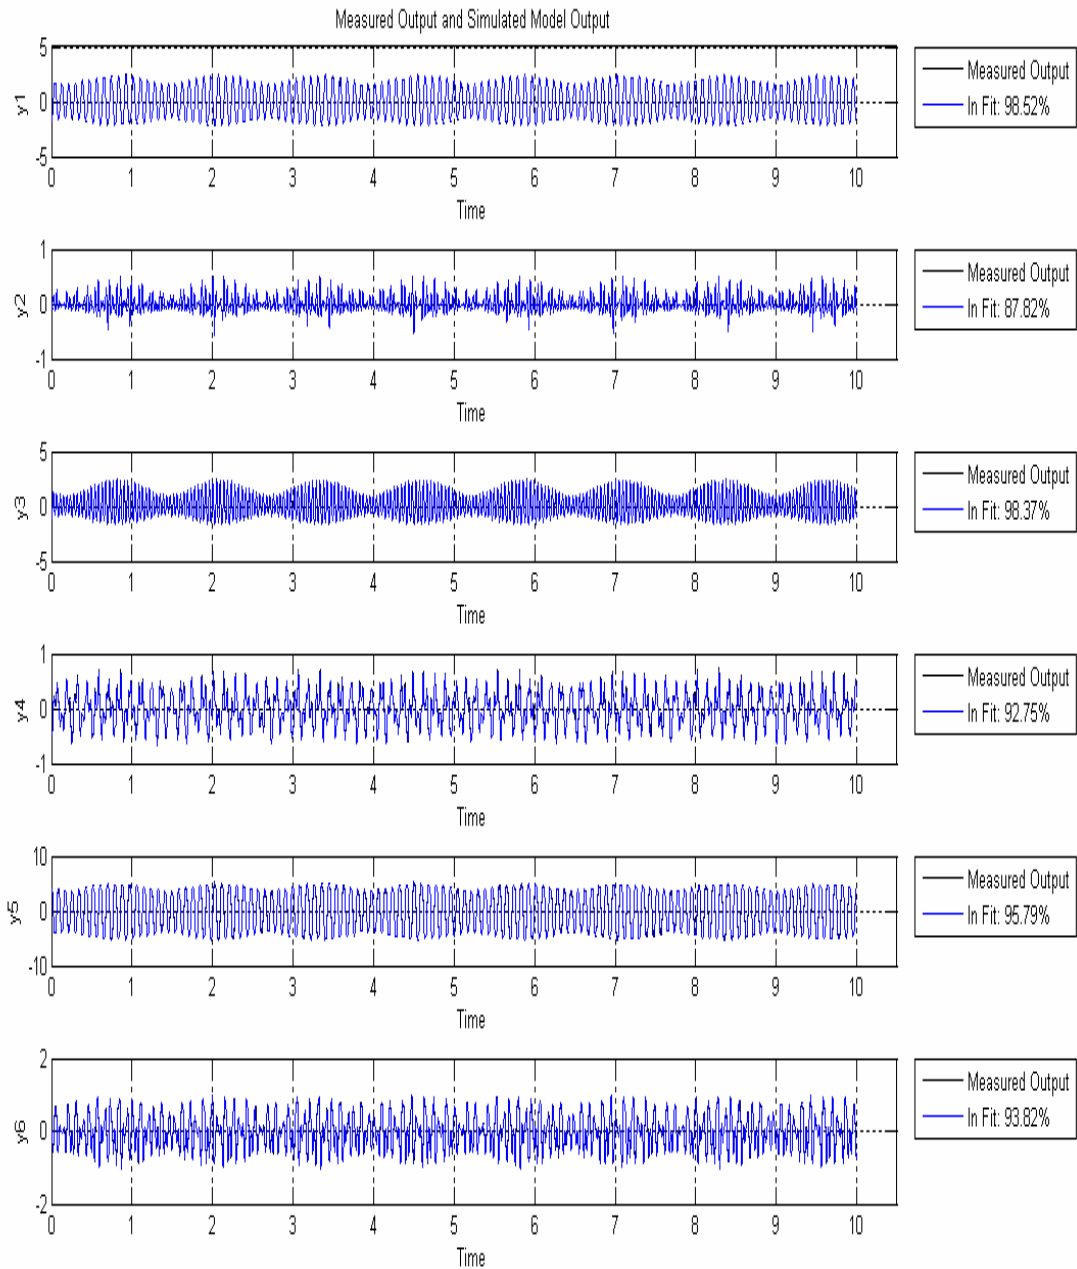 Measured Output and Simulated Model Output
5
0
-5
y1
0 1 2 3 4 5 6 7 8 9 10
Time
Measured Output
ln Fit: 98.52%
1
0
-1
y2
0 1 2 3 4 5 6 7 8 9 10
Time
Measured Output
ln Fit: 87.82%
5
0
-5
y3
0 1 2 3 4 5 6 7 8 9 10
Time
Measured Output
ln Fit: 98.37%
1
0
-1
y4
0 1 2 3 4 5 6 7 8 9 10
Time
Measured Output
ln Fit: 92.75%
10
0
-10
y5
0 1 2 3 4 5 6 7 8 9 10
Time
Measured Output
ln Fit: 95.79%
2
0
-2
y6
0 1 2 3 4 5 6 7 8 9 10
Time
Measured Output
ln Fit: 93.82%